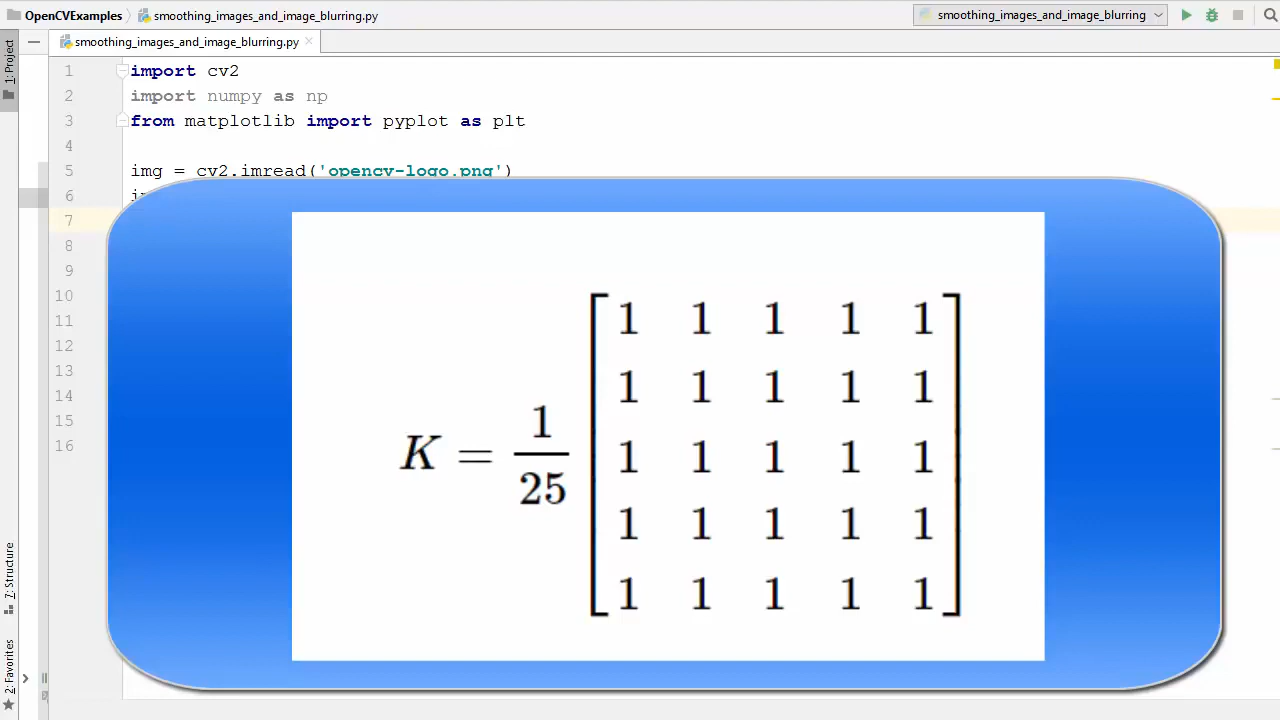 OpenCVExamples smoothing_images_and_image_blurring.py smoothing_images_and_image_blurring
smoothing_images_and_image_blurring.py
1: Project
1 import cv2
2 import numpy as np
3 from matplotlib import pyplot as plt
4
5 img = cv2.imread('opencv-logo.png')
6
7
8
9
10
11
12
13
14
15
16
K = 1/25
1 1 1 1 1
1 1 1 1 1
1 1 1 1 1
1 1 1 1 1
1 1 1 1 1
7: Structure
2: Favorites